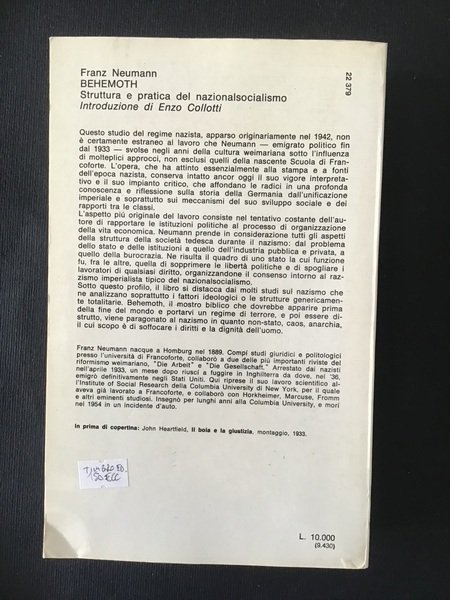 Franz Neumann
BEHEMOTH
Struttura e pratica del nazionalsocialismo
Introduzione di Enzo Collotti
22 379
Questo studio del regime nazista, apparso originariamente nel 1942, non
è certamente estraneo al lavoro che Neumann — emigrato politico fin
dal 1933 — svolse negli anni della cultura weimariana sotto l'influenza
di molteplici approcci, non esclusi quelli della nascente Scuola di Fran-
coforte. L'opera, che ha attinto essenzialmente alla stampa e a fonti
dell'epoca nazista, conserva intatto ancor oggi il suo vigore interpreta-
tivo e il suo impianto critico, che affondano le radici in una profonda
conoscenza e riflessione sulla storia della Germania dall'unificazione
imperiale e soprattutto sui meccanismi del suo sviluppo sociale e dei
rapporti tra le classi.
L'aspetto piú originale del lavoro consiste nel tentativo costante dell'au-
tore di rapportare le istituzioni politiche al processo di organizzazione
della vita economica. Neumann prende in considerazione tutti gli aspetti
della struttura della società tedesca durante il nazismo: dal problema
dello stato e delle istituzioni a quello dell'industria pubblica e privata, a
quello della burocrazia. Ne risulta il quadro di uno stato la cui funzione
fu, fra le altre, quella di sopprimere le libertà politiche e di spogliare i
lavoratori di qualsiasi diritto, organizzandone il consenso intorno al raz-
zismo imperialista tipico del nazionalsocialismo.
Sotto questo profilo, il libro si distacca dai molti studi sul nazismo che
ne analizzano soprattutto i fattori ideologici o le strutture genericamen-
te totalitarie. Behemoth, il mostro biblico che dovrebbe apparire prima
della fine del mondo e portarvi un regime di terrore, e poi essere di-
strutto, viene paragonato al nazismo in quanto non-stato, caos, anarchia,
il cui scopo è di soffocare i diritti e la dignità dell'uomo.
Franz Neumann nacque a Homburg nel 1889. Compí studi giuridici e politologici
presso l'università di Francoforte, collaborò a due delle piú importanti riviste del
riformismo weimariano, "Die Arbeit" e "Die Gesellschaft." Arrestato dai nazisti
nell'aprile 1933, un mese dopo riuscí a fuggire in Inghilterra da dove, nel '36,
emigrò definitivamente negli Stati Uniti. Qui riprese il suo lavoro scientifico al-
l'Institute of Social Research della Columbia University di New York, per il quale
aveva già lavorato a Francoforte, e collaborò con Horkheimer, Marcuse, Fromm
e altri eminenti studiosi. Insegnò per lunghi anni alla Columbia University, e morí
nel 1954 in un incidente d'auto.
In prima di copertina: John Heartfield, Il boia e la giustizia, montaggio, 1933.
L. 10.000
(9.430)